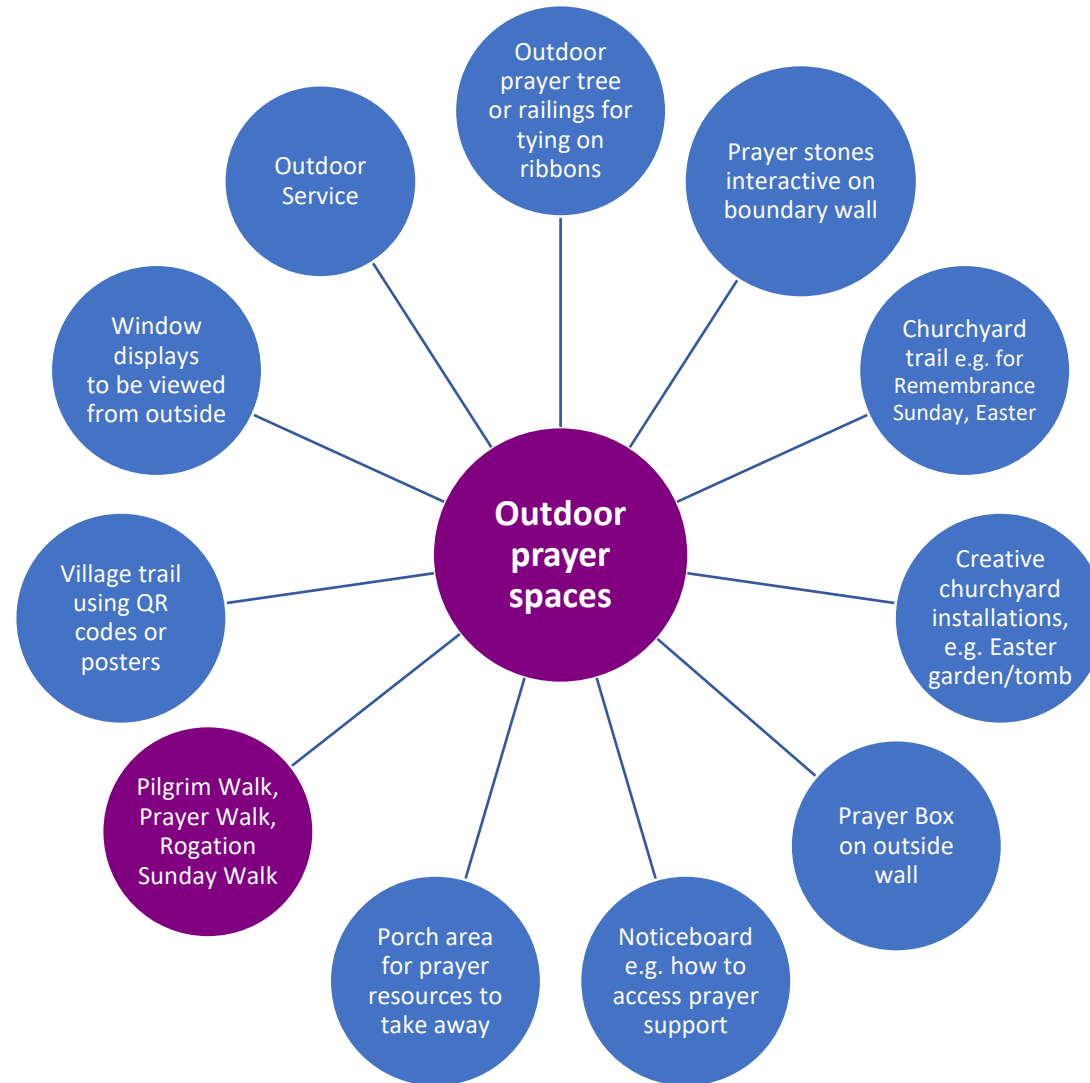 Outdoor
prayer
spaces
Outdoor
prayer tree
or railings for
tying on
ribbons
Prayer stones
interactive on
boundary wall
Churchyard
trail e.g. for
Remembrance
Sunday, Easter
Creative
churchyard
installations,
e.g. Easter
garden/tomb
Prayer Box
on outside
wall
Noticeboard
e.g. how to
access prayer
support
Porch area
for prayer
resources to
take away
Pilgrim Walk,
Prayer Walk,
Rogation
Sunday Walk
Village trail
using QR
codes or
posters
Window
displays
to be viewed
from outside
Outdoor
Service